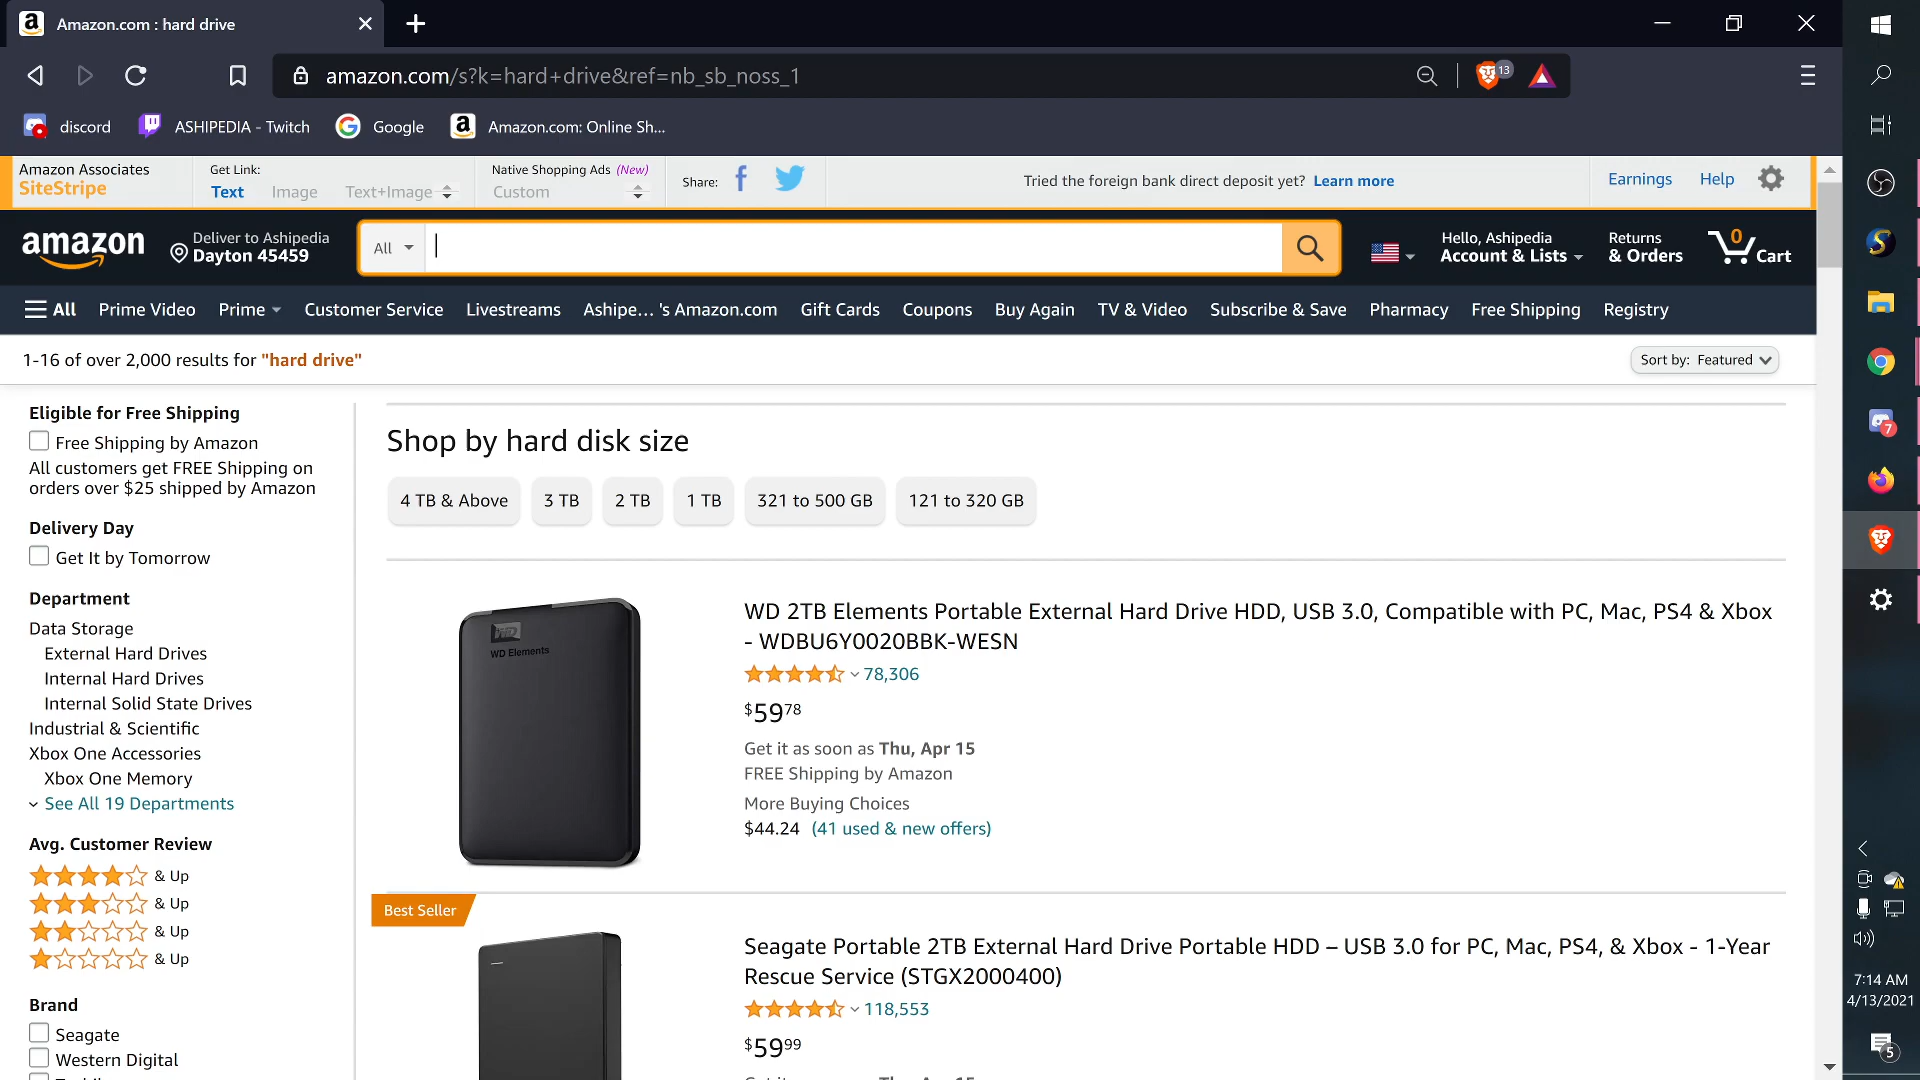 Amazon.com : hard drive
amazon.com/s?k=hard+drive&ref=nb_sb_noss_1
13
discord
ASHIPEDIA - Twitch
Google
Amazon.com: Online Sh...
Amazon Associates
SiteStripe
Get Link:
Text Image Text+Image
Native Shopping Ads (New)
Custom
Share:
Tried the foreign bank direct deposit yet? Learn more
Earnings
Help
amazon
Deliver to Ashipedia
Dayton 45459
All
Hello, Ashipedia
Account & Lists
Returns
& Orders
0
Cart
All
Prime Video
Prime
Customer Service
Livestreams
Ashipe... 's Amazon.com
Gift Cards
Coupons
Buy Again
TV & Video
Subscribe & Save
Pharmacy
Free Shipping
Registry
1-16 of over 2,000 results for "hard drive"
Sort by: Featured
Eligible for Free Shipping
Free Shipping by Amazon
All customers get FREE Shipping on
orders over $25 shipped by Amazon
Delivery Day
Get It by Tomorrow
Department
Data Storage
External Hard Drives
Internal Hard Drives
Internal Solid State Drives
Industrial & Scientific
Xbox One Accessories
Xbox One Memory
See All 19 Departments
Avg. Customer Review
& Up
& Up
& Up
& Up
Brand
Seagate
Western Digital
Shop by hard disk size
4 TB & Above
3 TB
2 TB
1 TB
321 to 500 GB
121 to 320 GB
WD
WD Elements
WD 2TB Elements Portable External Hard Drive HDD, USB 3.0, Compatible with PC, Mac, PS4 & Xbox
- WDBU6Y0020BBK-WESN
78,306
$5978
Get it as soon as Thu, Apr 15
FREE Shipping by Amazon
More Buying Choices
$44.24 (41 used & new offers)
Best Seller
Seagate Portable 2TB External Hard Drive Portable HDD – USB 3.0 for PC, Mac, PS4, & Xbox - 1-Year
Rescue Service (STGX2000400)
118,553
$5999
7
7:14 AM
4/13/2021
5